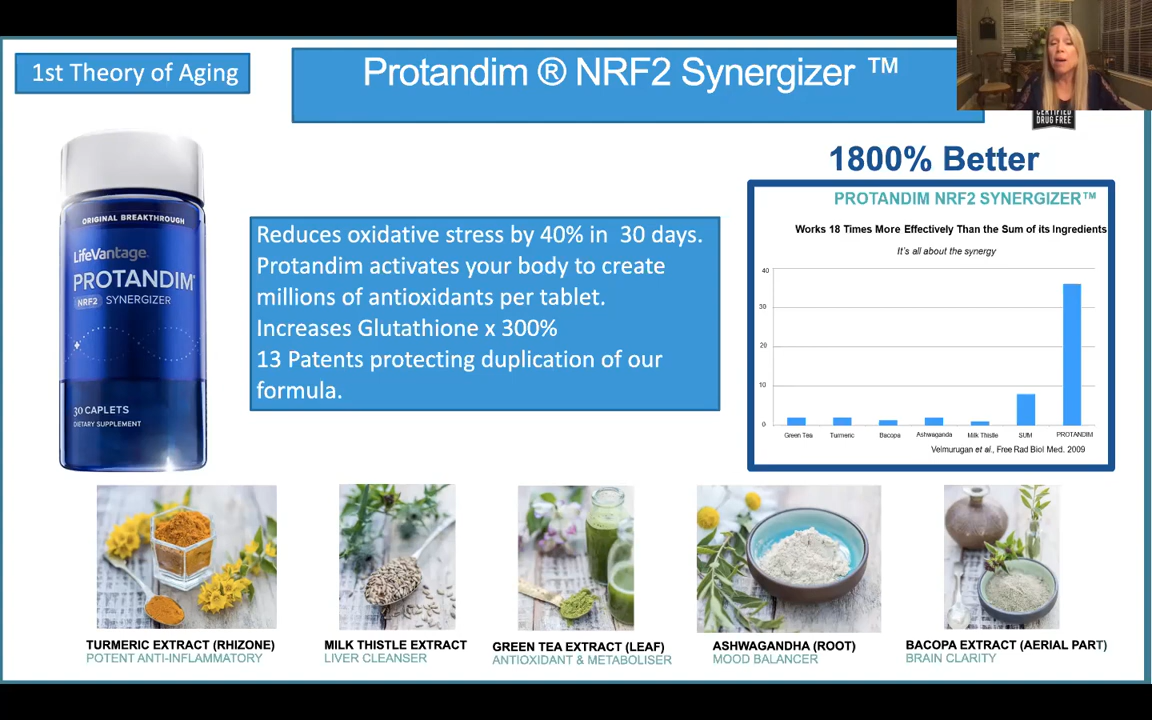 1st Theory of Aging
Protandim ® NRF2 Synergizer ™
CERTIFIED
DRUG FREE
1800% Better
ORIGINAL BREAKTHROUGH
LifeVantage
PROTANDIM
NRF2 SYNERGIZER
30 CAPLETS
DIETARY SUPPLEMENT
Reduces oxidative stress by 40% in 30 days.
Protandim activates your body to create
millions of antioxidants per tablet.
Increases Glutathione x 300%
13 Patents protecting duplication of our
formula.
PROTANDIM NRF2 SYNERGIZER™
Works 18 Times More Effectively Than the Sum of its Ingredients
It's all about the synergy
40
30
20
10
0
Green Tea Turmeric Bacopa Ashwaganda Milk Thistle SUM PROTANDIM
Velmurugan et al., Free Rad Biol Med. 2009
TURMERIC EXTRACT (RHIZONE)
POTENT ANTI-INFLAMMATORY
MILK THISTLE EXTRACT
LIVER CLEANSER
GREEN TEA EXTRACT (LEAF)
ANTIOXIDANT & METABOLISER
ASHWAGANDHA (ROOT)
MOOD BALANCER
BACOPA EXTRACT (AERIAL PART)
BRAIN CLARITY